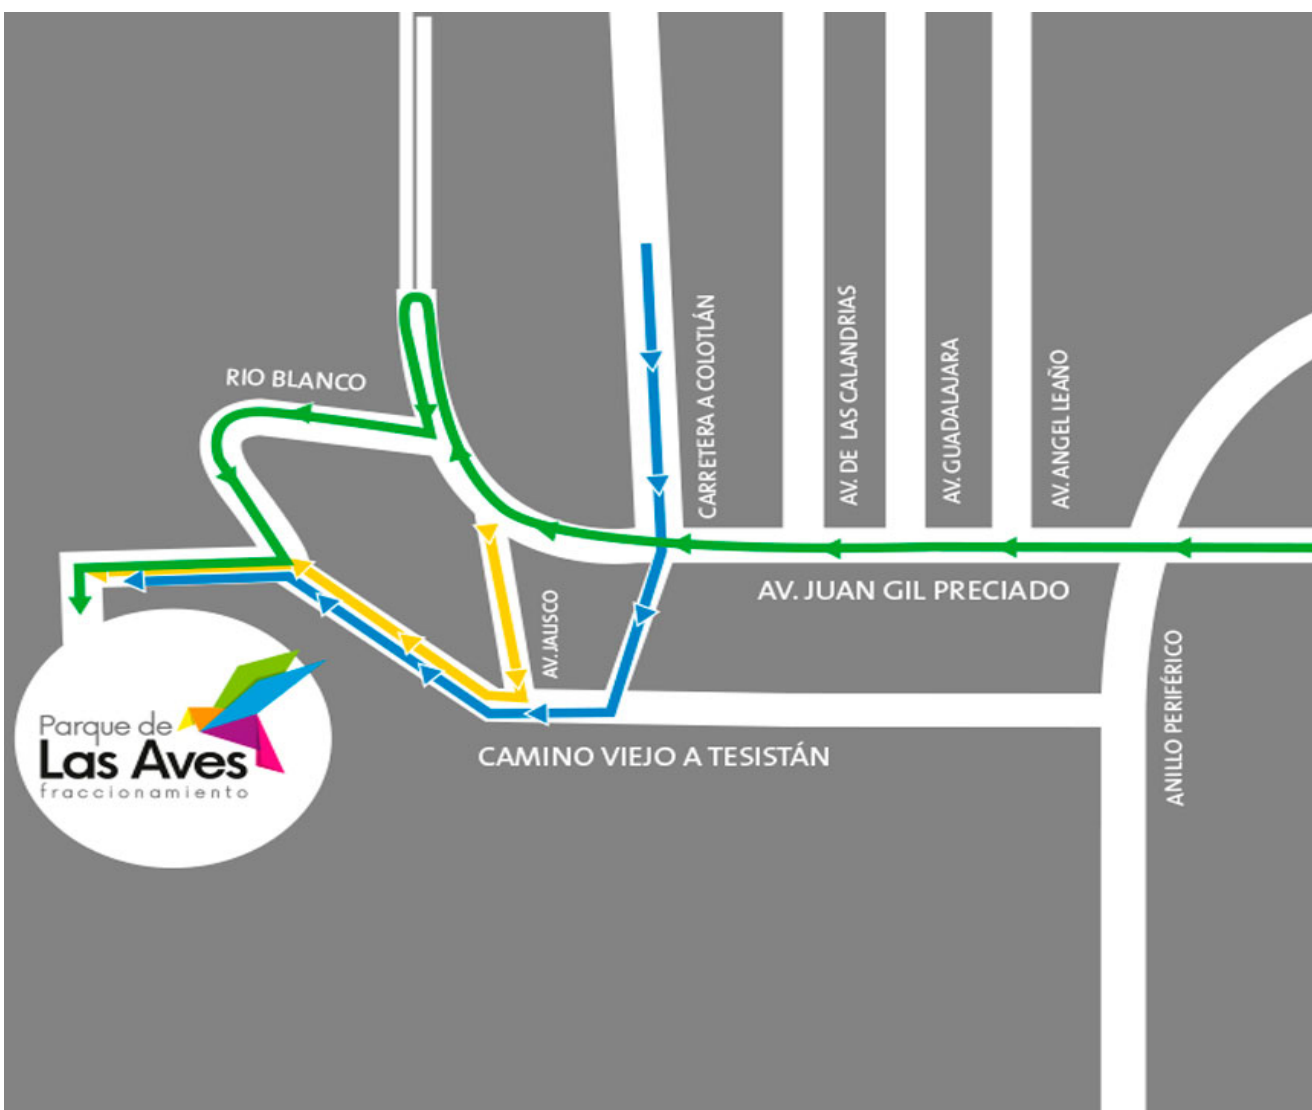 RIO BLANCO
CARRETERA A COLOTLÁN
AV. DE LAS CALANDRIAS
AV. GUADALAJARA
AV. ANGEL LEAÑO
AV. JUAN GIL PRECIADO
AV. JALISCO
ANILLO PERIFÉRICO
CAMINO VIEJO A TESISTÁN
Parque de
Las Aves
fraccionamiento